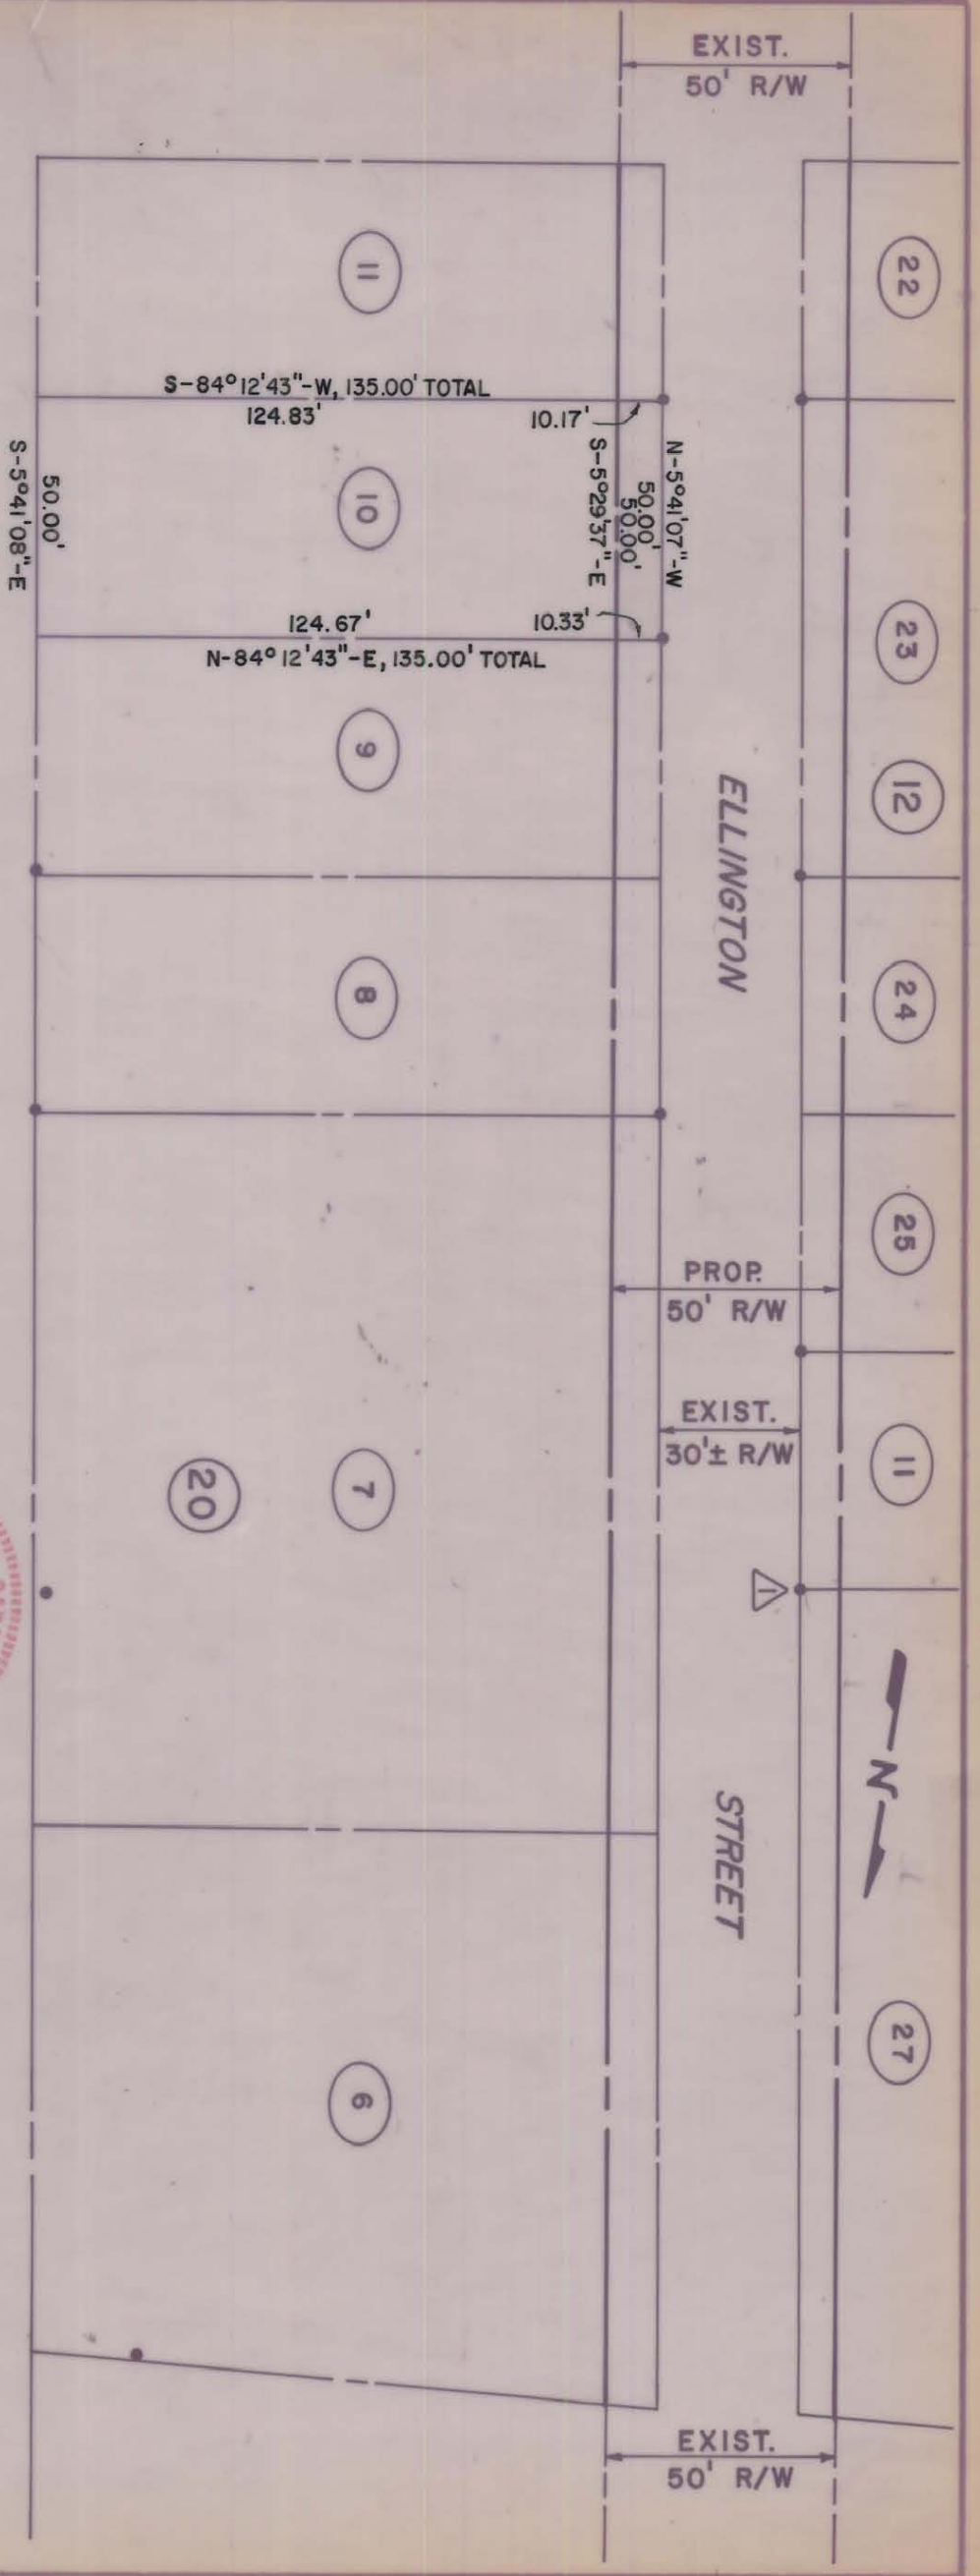 EXIST.
50' R/W
22
11
S-84°12'43"-W, 135.00' TOTAL
124.83'
10.17'
S-5°41'08"-E
50.00'
10
S-5°29'37"-E
50.00'
50.00'
N-5°41'07"-W
124.67'
10.33'
N-84°12'43"-E, 135.00' TOTAL
23
12
9
ELLINGTON
24
8
25
PROP.
50' R/W
EXIST.
30'± R/W
11
20
7
1
N
STREET
27
6
EXIST.
50' R/W